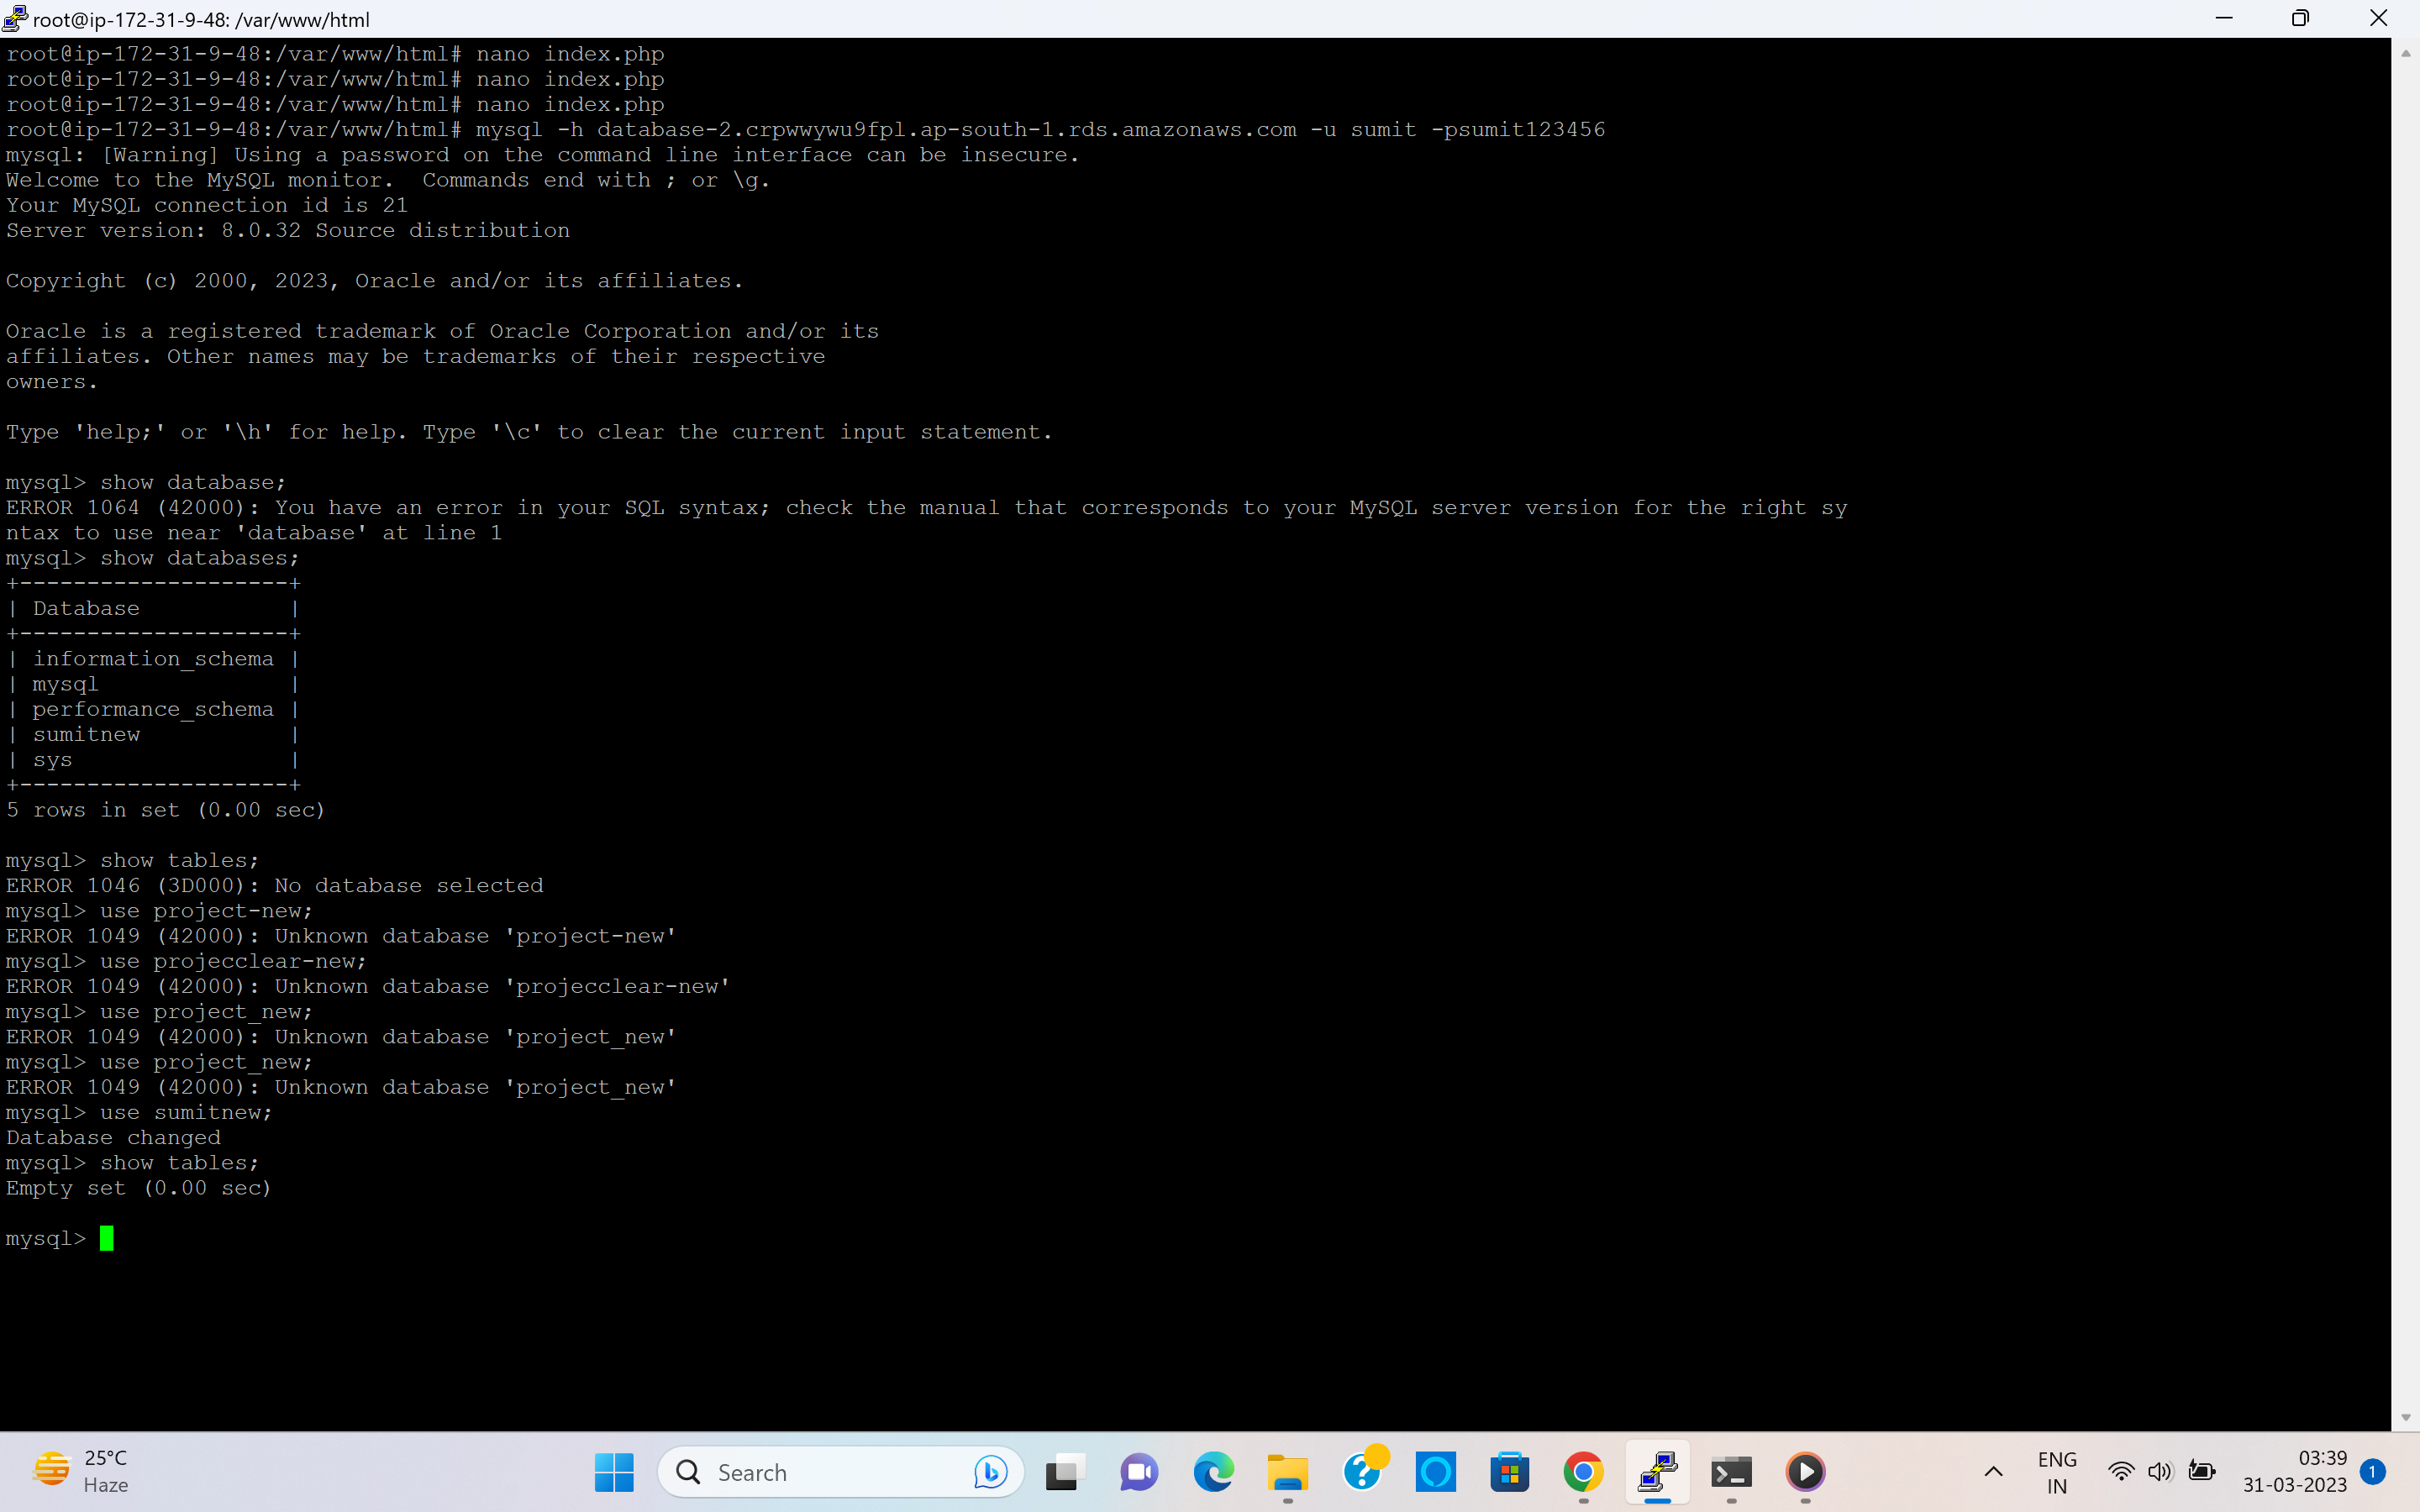 root@ip-172-31-9-48: /var/www/html
root@ip-172-31-9-48:/var/www/html# nano index.php
root@ip-172-31-9-48:/var/www/html# nano index.php
root@ip-172-31-9-48:/var/www/html# nano index.php
root@ip-172-31-9-48:/var/www/html# mysql -h database-2.crpwwywu9fpl.ap-south-1.rds.amazonaws.com -u sumit -psumit123456
mysql: [Warning] Using a password on the command line interface can be insecure.
Welcome to the MySQL monitor.  Commands end with ; or \g.
Your MySQL connection id is 21
Server version: 8.0.32 Source distribution

Copyright (c) 2000, 2023, Oracle and/or its affiliates.

Oracle is a registered trademark of Oracle Corporation and/or its
affiliates. Other names may be trademarks of their respective
owners.

Type 'help;' or '\h' for help. Type '\c' to clear the current input statement.

mysql> show database;
ERROR 1064 (42000): You have an error in your SQL syntax; check the manual that corresponds to your MySQL server version for the right sy
ntax to use near 'database' at line 1
mysql> show databases;
+--------------------+
| Database           |
+--------------------+
| information_schema |
| mysql              |
| performance_schema |
| sumitnew           |
| sys                |
+--------------------+
5 rows in set (0.00 sec)

mysql> show tables;
ERROR 1046 (3D000): No database selected
mysql> use project-new;
ERROR 1049 (42000): Unknown database 'project-new'
mysql> use projecclear-new;
ERROR 1049 (42000): Unknown database 'projecclear-new'
mysql> use project_new;
ERROR 1049 (42000): Unknown database 'project_new'
mysql> use project_new;
ERROR 1049 (42000): Unknown database 'project_new'
mysql> use sumitnew;
Database changed
mysql> show tables;
Empty set (0.00 sec)

mysql>
25°C
Haze
Search
ENG
IN
03:39
31-03-2023
1